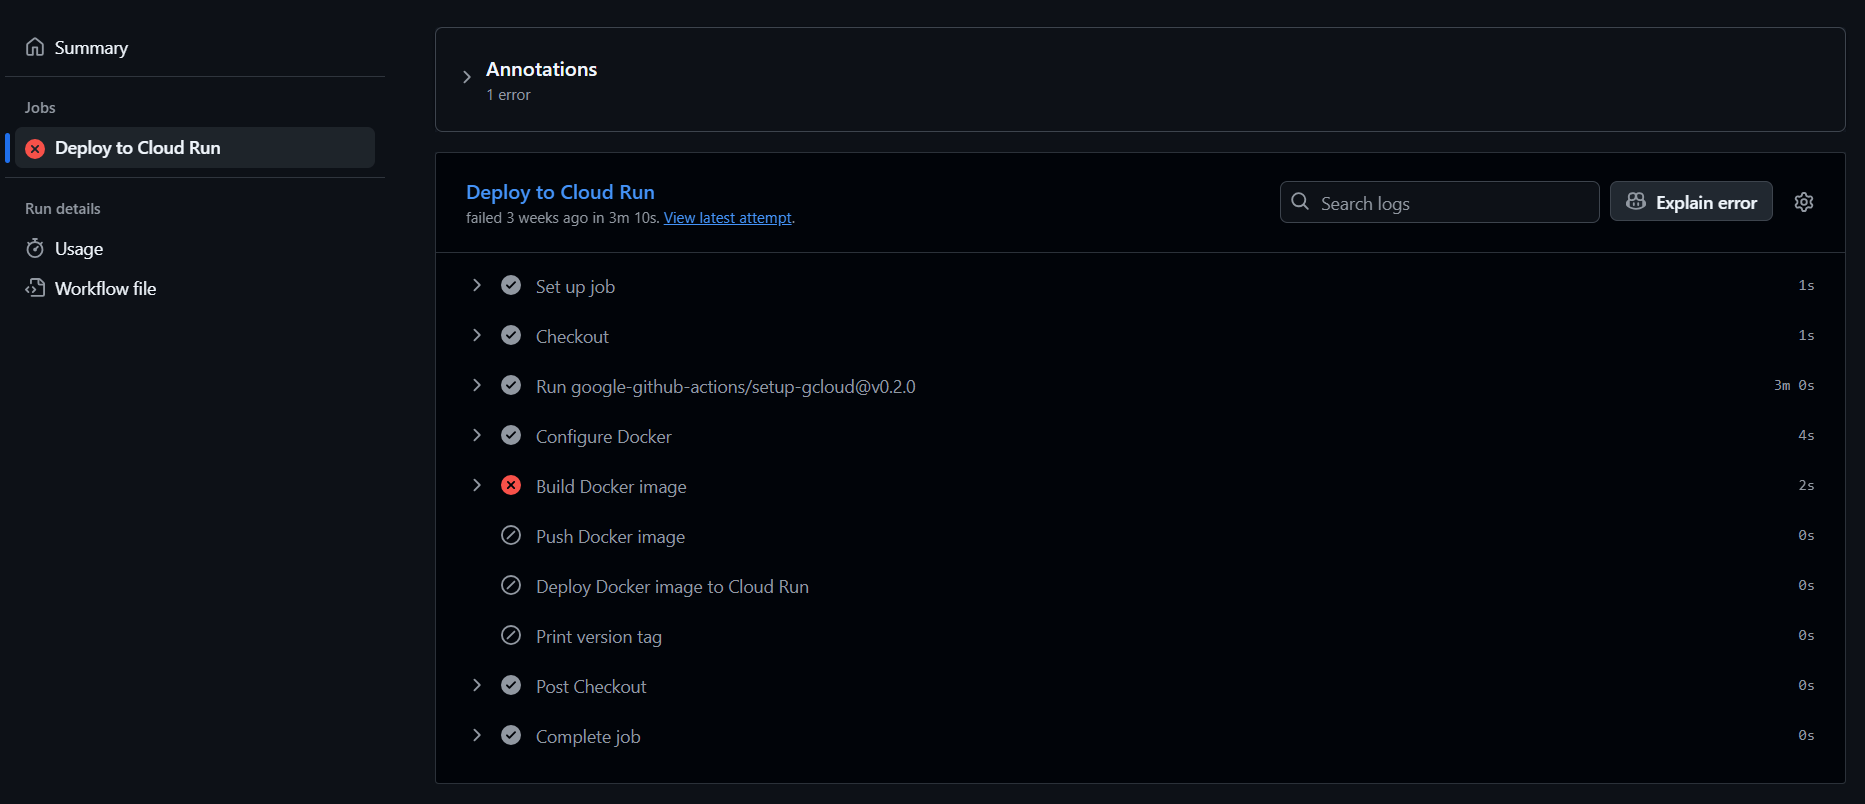 Summary
Jobs
Deploy to Cloud Run
Run details
Usage
Workflow file
Annotations
1 error
Deploy to Cloud Run
failed 3 weeks ago in 3m 10s. View latest attempt.
Search logs
Explain error
Set up job 1s
Checkout 1s
Run google-github-actions/setup-gcloud@v0.2.0 3m 0s
Configure Docker 4s
Build Docker image 2s
Push Docker image 0s
Deploy Docker image to Cloud Run 0s
Print version tag 0s
Post Checkout 0s
Complete job 0s